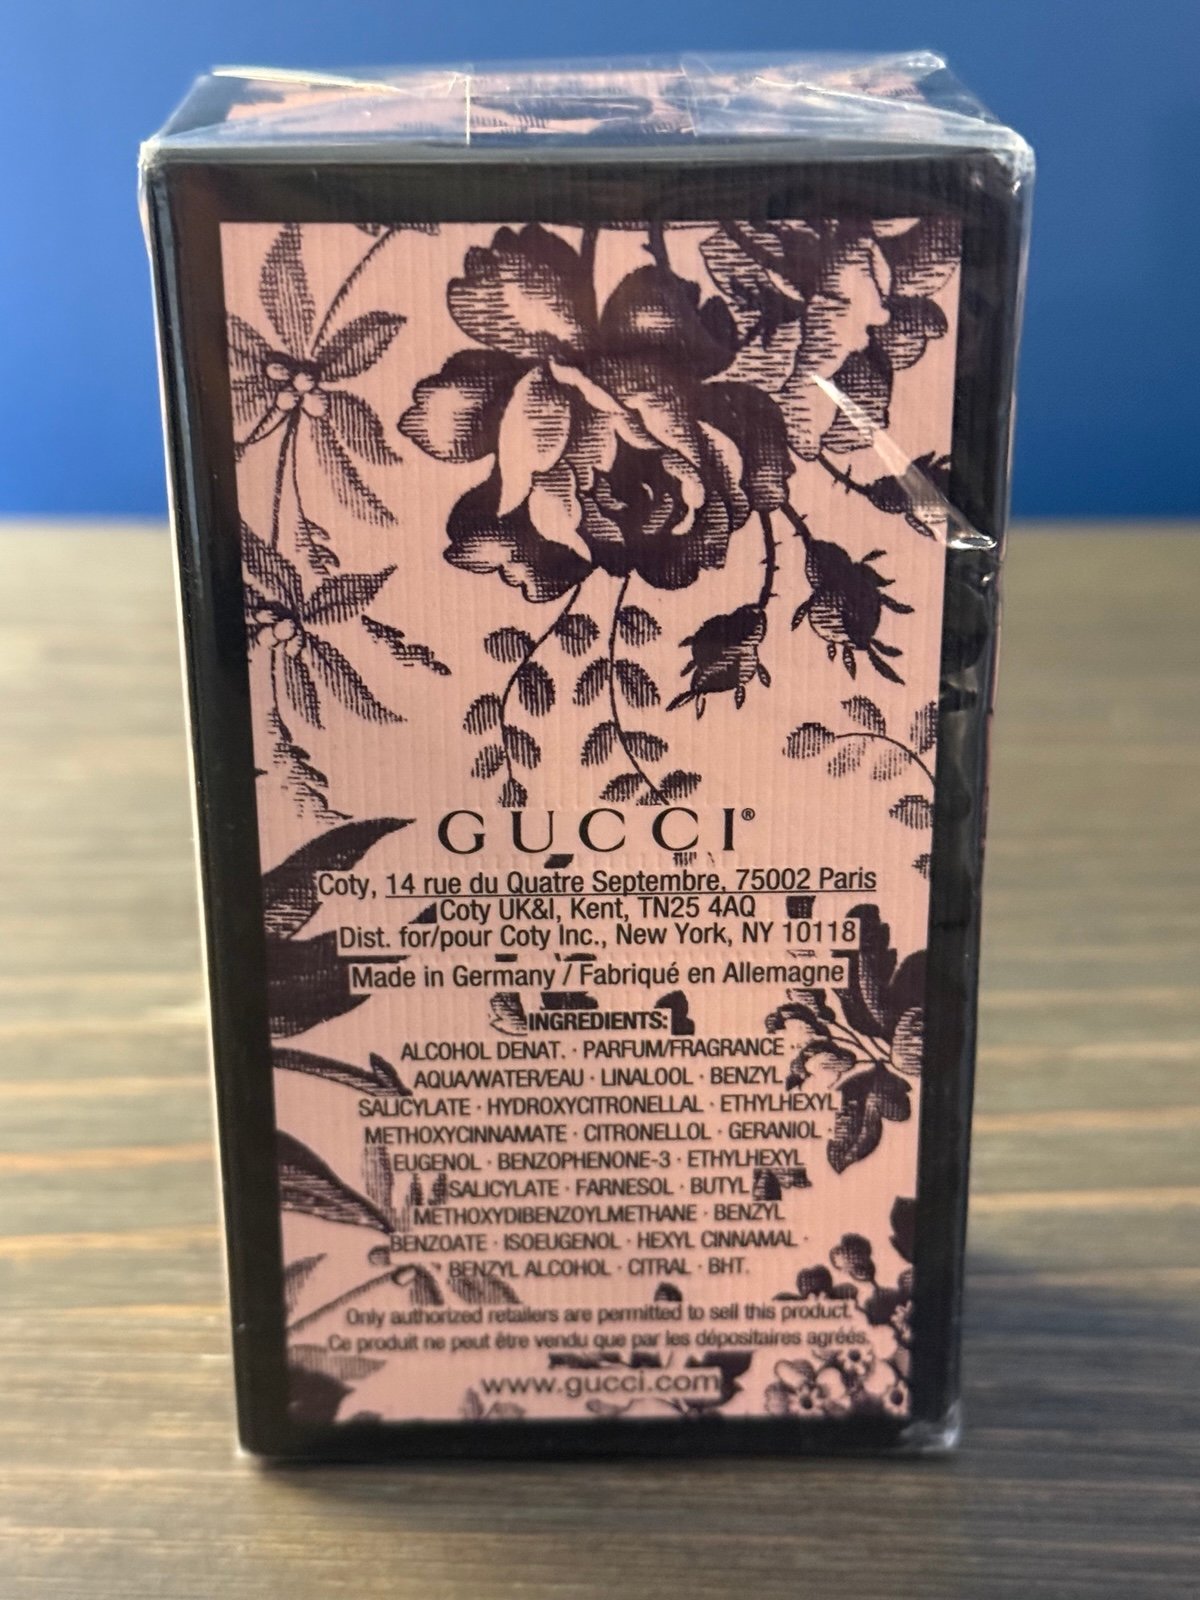 GUCCI®
Coty, 14 rue du Quatre Septembre, 75002 Paris
Coty UK&I, Kent, TN25 4AQ
Dist. for/pour Coty Inc., New York, NY 10118
Made in Germany / Fabriqué en Allemagne
INGREDIENTS:
ALCOHOL DENAT. · PARFUM/FRAGRANCE ·
AQUA/WATER/EAU · LINALOOL · BENZYL
SALICYLATE · HYDROXYCITRONELLAL · ETHYLHEXYL
METHOXYCINNAMATE · CITRONELLOL · GERANIOL ·
EUGENOL · BENZOPHENONE-3 · ETHYLHEXYL
SALICYLATE · FARNESOL · BUTYL
METHOXYDIBENZOYLMETHANE · BENZYL
BENZOATE · ISOEUGENOL · HEXYL CINNAMAL ·
BENZYL ALCOHOL · CITRAL · BHT.
Only authorized retailers are permitted to sell this product.
Ce produit ne peut être vendu que par les dépositaires agréés.
www.gucci.com